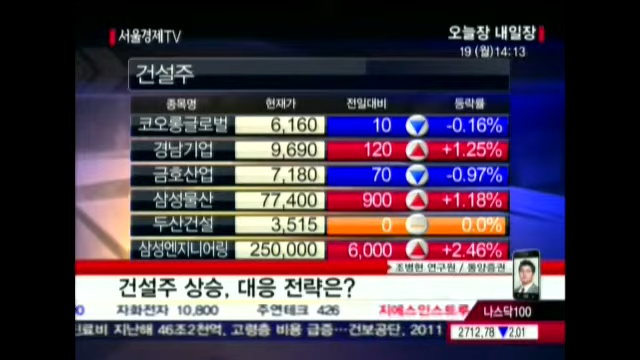 서울경제TV
오늘장 내일장
19 (월)14:13
건설주
종목명 현재가 전일대비 등락률
코오롱글로벌 6,160 10 ▼ -0.16%
경남기업 9,690 120 ▲ +1.25%
금호산업 7,180 70 ▼ -0.97%
삼성물산 77,400 900 ▲ +1.18%
두산건설 3,515 0 0.0%
삼성엔지니어링 250,000 6,000 ▲ +2.46%
조병현 연구원 / 동양증권
건설주 상승, 대응 전략은?
자화전자 10,800 주연테크 426 지에스인스트루
나스닥100
진료비 지난해 46조2천억, 고령층 비용 급증…건보공단, 2011
2712,78 ▼2.01